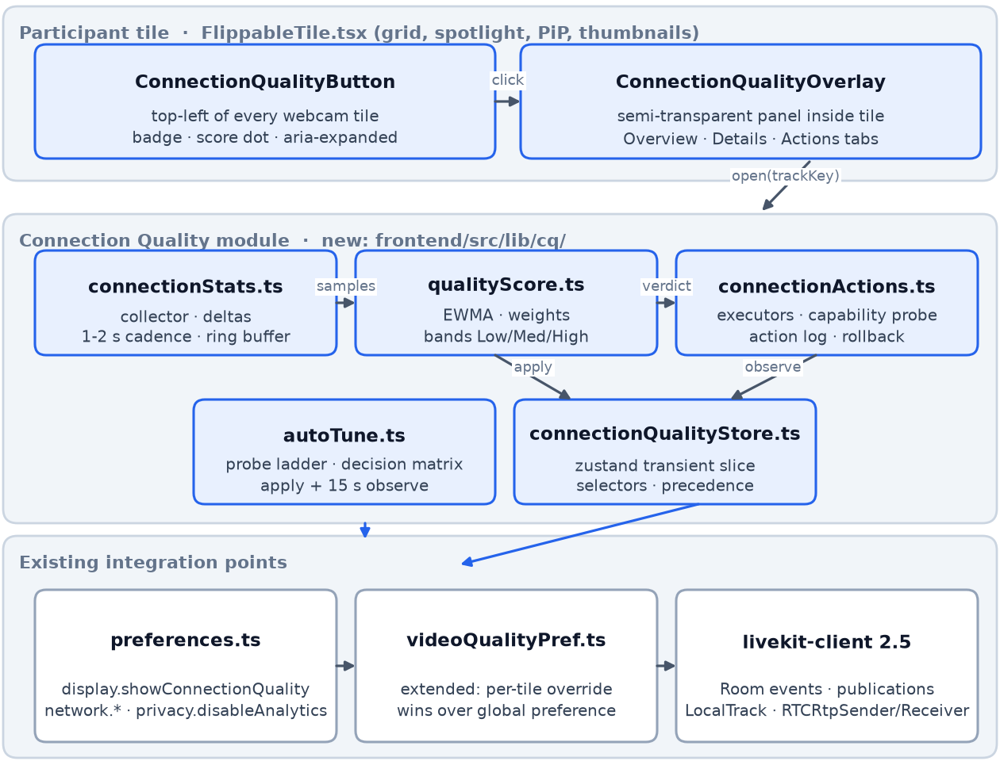 Participant tile · FlippableTile.tsx (grid, spotlight, PiP, thumbnails)
ConnectionQualityButton
top-left of every webcam tile
badge · score dot · aria-expanded
click
ConnectionQualityOverlay
semi-transparent panel inside tile
Overview · Details · Actions tabs
open(trackKey)
Connection Quality module · new: frontend/src/lib/cq/
connectionStats.ts
collector · deltas
1-2 s cadence · ring buffer
samples
qualityScore.ts
EWMA · weights
bands Low/Med/High
verdict
connectionActions.ts
executors · capability probe
action log · rollback
apply
observe
autoTune.ts
probe ladder · decision matrix
apply + 15 s observe
connectionQualityStore.ts
zustand transient slice
selectors · precedence
Existing integration points
preferences.ts
display.showConnectionQuality
network.* · privacy.disableAnalytics
videoQualityPref.ts
extended: per-tile override
wins over global preference
livekit-client 2.5
Room events · publications
LocalTrack · RTCRtpSender/Receiver